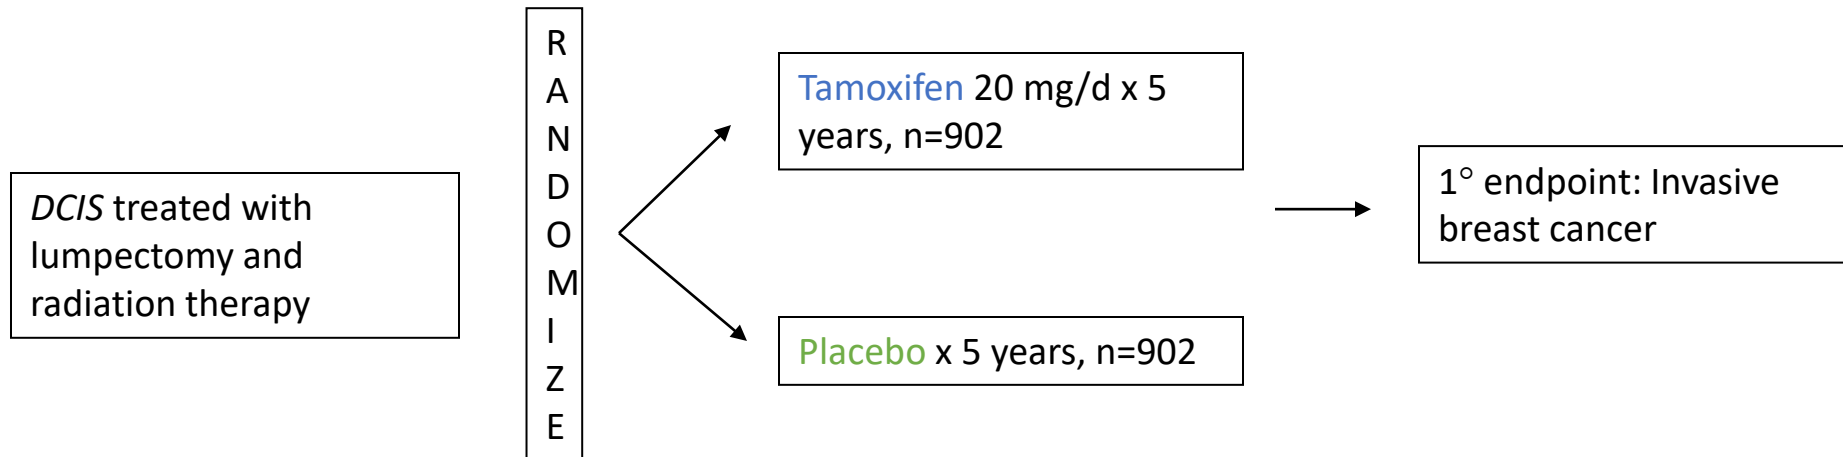 DCIS treated with
lumpectomy and
radiation therapy
R
A
N
D
O
M
I
Z
E
Tamoxifen 20 mg/d x 5
years, n=902
Placebo x 5 years, n=902
1° endpoint: Invasive
breast cancer